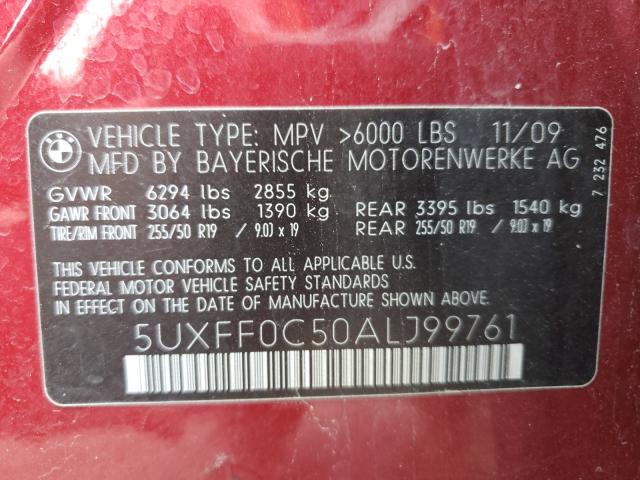 BMW
VEHICLE TYPE: MPV >6000 LBS 11/09
MFD BY BAYERISCHE MOTORENWERKE AG
GVWR 6294 lbs 2855 kg
GAWR FRONT 3064 lbs 1390 kg REAR 3395 lbs 1540 kg
TIRE/RIM FRONT 255/50 R19 / 9.0J x 19 REAR 255/50 R19 / 9.0J x 19
THIS VEHICLE CONFORMS TO ALL APPLICABLE U.S.
FEDERAL MOTOR VEHICLE SAFETY STANDARDS
IN EFFECT ON THE DATE OF MANUFACTURE SHOWN ABOVE.
5UXFF0C50ALJ99761
7 232 476